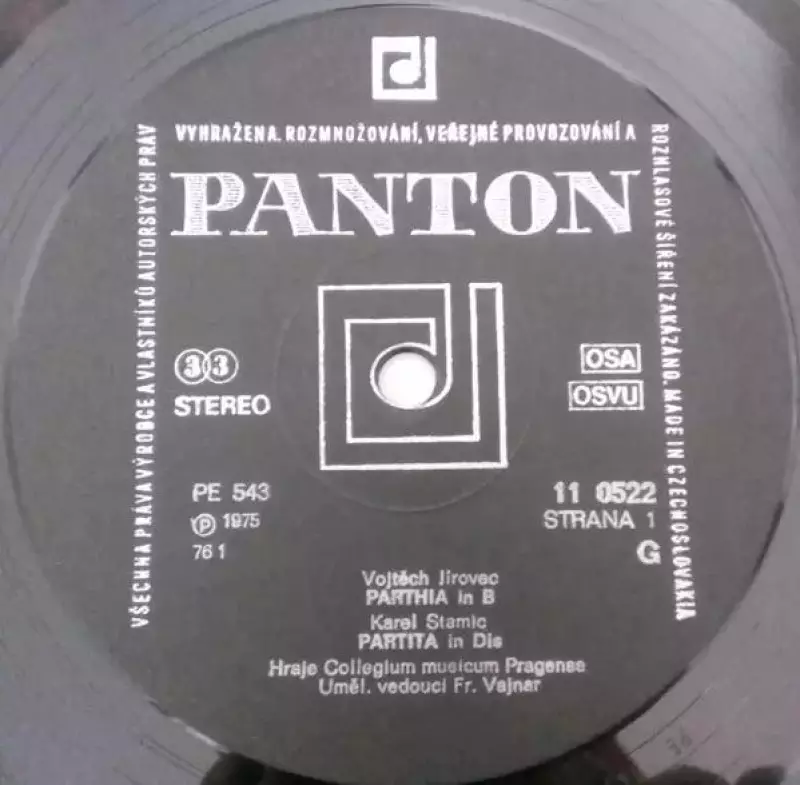 VŠECHNA PRÁVA VÝROBCE A VLASTNÍKŮ AUTORSKÝCH PRÁV
VYHRAŽENA. ROZMNOŽOVÁNÍ, VEŘEJNÉ PROVOZOVÁNÍ A
ROZHLASOVÉ ŠÍŘENÍ ZAKÁZÁNO. MADE IN CZECHOSLOVAKIA
PANTON
33
STEREO
OSA
OSVU
PE 543
℗ 1975
76 1
11 0522
STRANA 1
G
Vojtěch Jírovec
PARTHIA in B
Karel Stamic
PARTITA in Dis
Hraje Collegium musicum Pragense
Uměl. vedoucí Fr. Vajnar